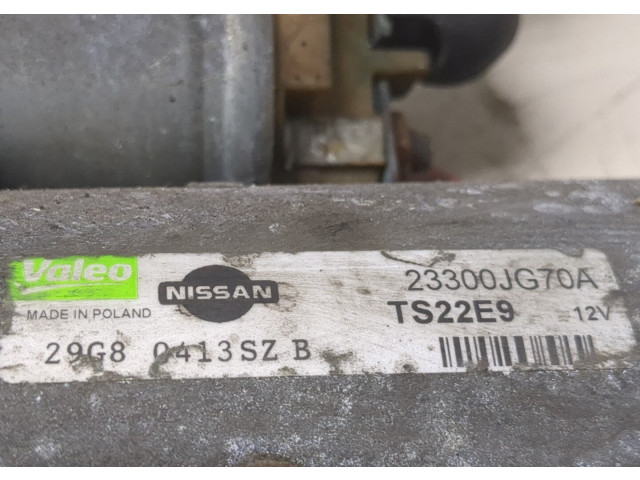 Valeo
MADE IN POLAND
NISSAN
23300JG70A
TS22E9 12V
29G8 0413SZ B